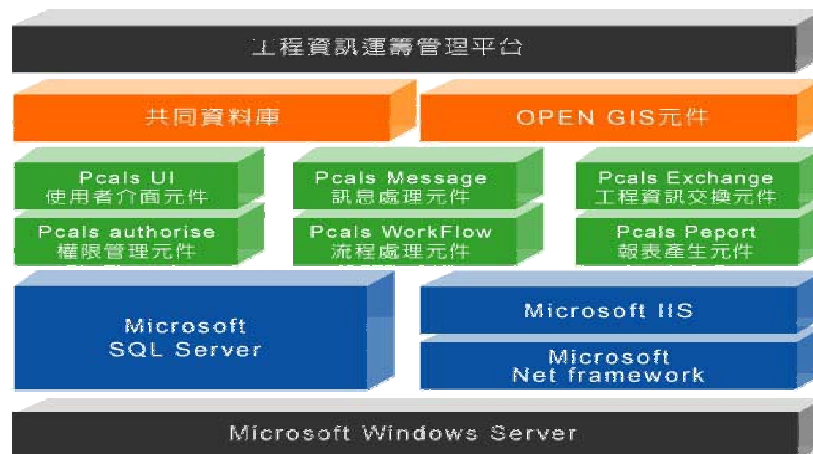 工程資訊運籌管理平台
共同資料庫
OPEN GIS元件
Pcals UI
使用者介面元件
Pcals Message
訊息處理元件
Pcals Exchange
工程資訊交換元件
Pcals authorise
權限管理元件
Pcals WorkFlow
流程處理元件
Pcals Peport
報表產生元件
Microsoft
SQL Server
Microsoft IIS
Microsoft
Net framework
Microsoft Windows Server